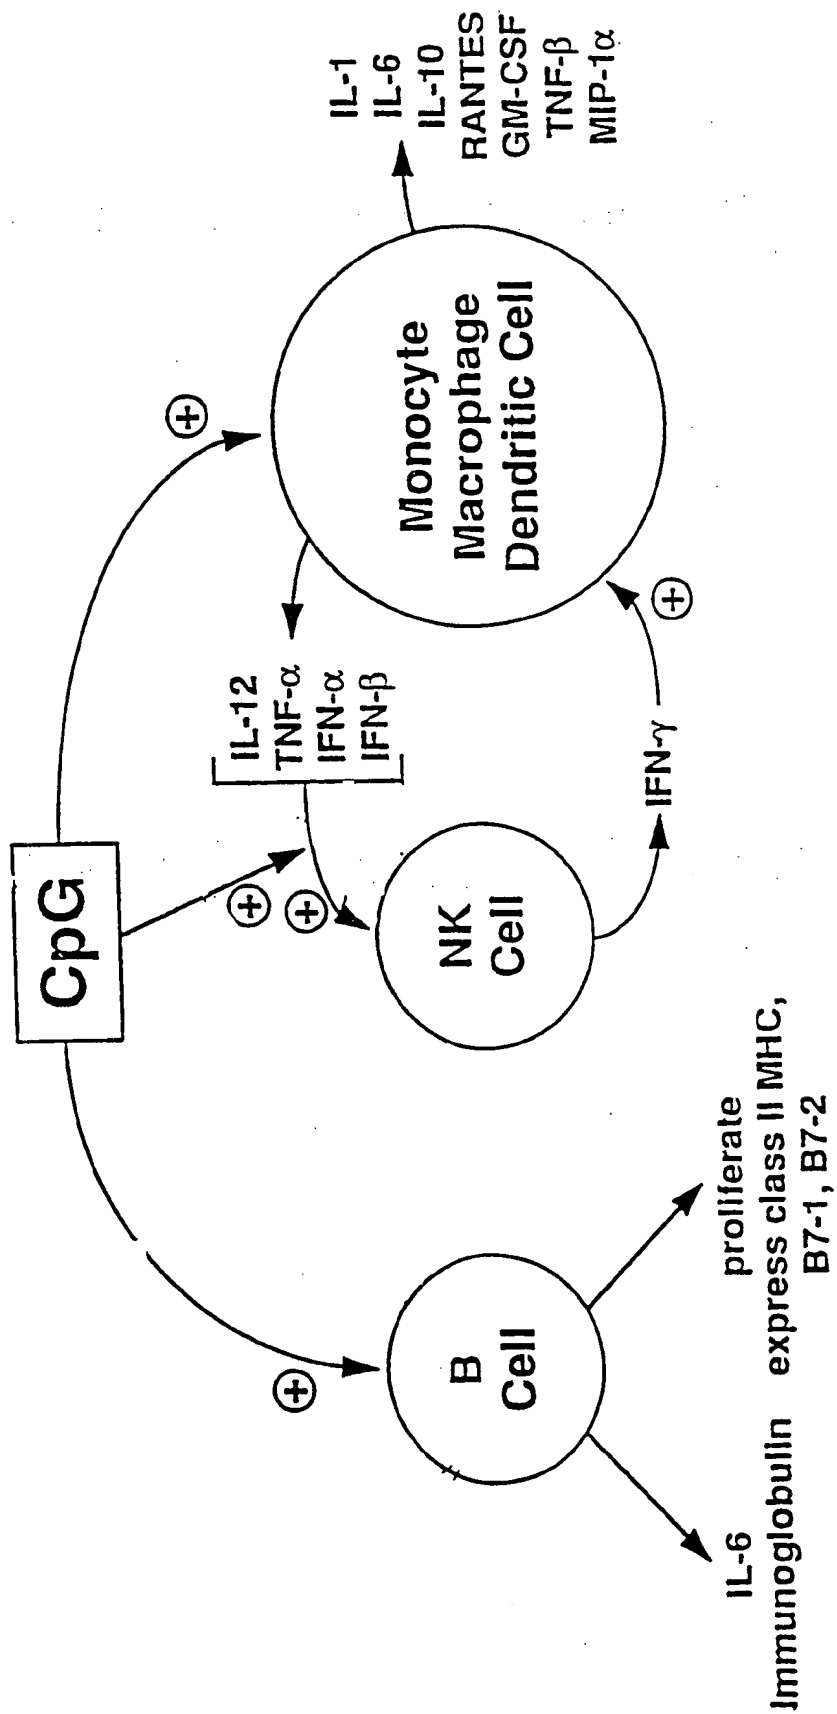 CpG
⊕
⊕
⊕
⊕
IL-12
TNF-α
IFN-α
IFN-β
IL-1
IL-6
IL-10
RANTES
GM-CSF
TNF-β
MIP-1α
B
Cell
NK
Cell
Monocyte
Macrophage
Dendritic Cell
IFN-γ
⊕
IL-6
Immunoglobulin
proliferate
express class II MHC,
B7-1, B7-2